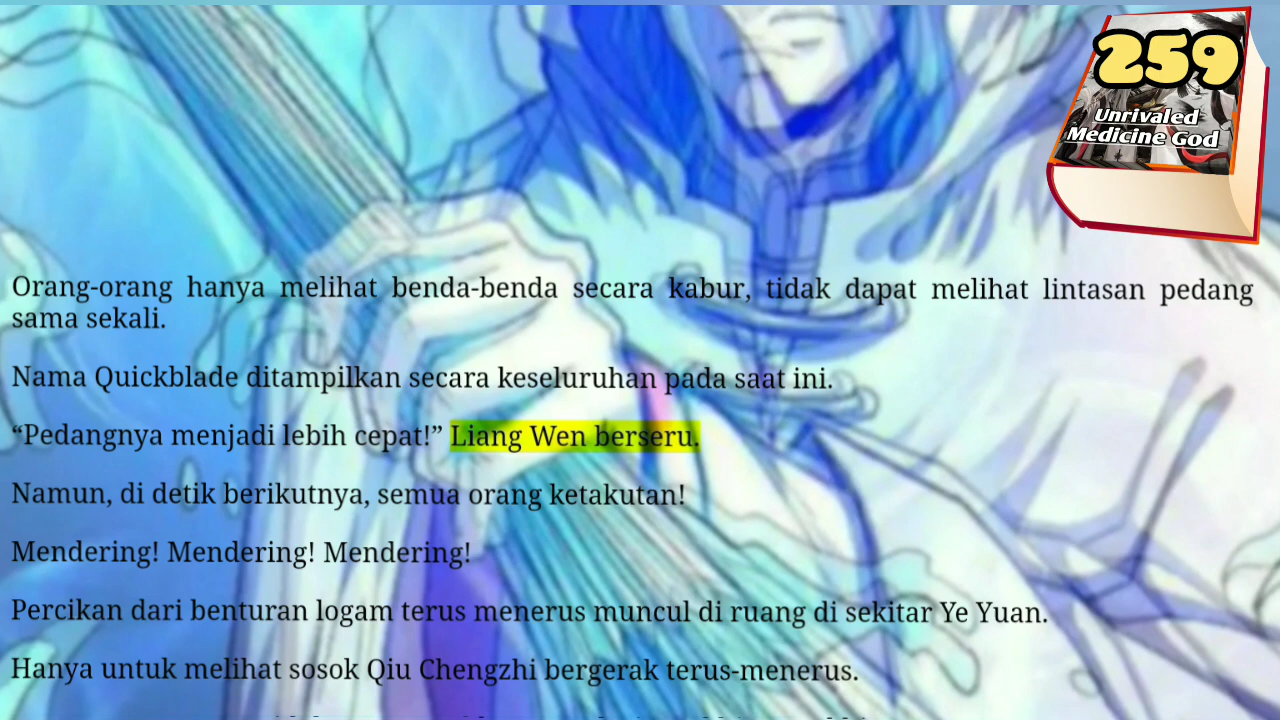 259
Unrivaled
Medicine God
Orang-orang hanya melihat benda-benda secara kabur, tidak dapat melihat lintasan pedang
sama sekali.
Nama Quickblade ditampilkan secara keseluruhan pada saat ini.
“Pedangnya menjadi lebih cepat!” Liang Wen berseru.
Namun, di detik berikutnya, semua orang ketakutan!
Mendering! Mendering! Mendering!
Percikan dari benturan logam terus menerus muncul di ruang di sekitar Ye Yuan.
Hanya untuk melihat sosok Qiu Chengzhi bergerak terus-menerus.